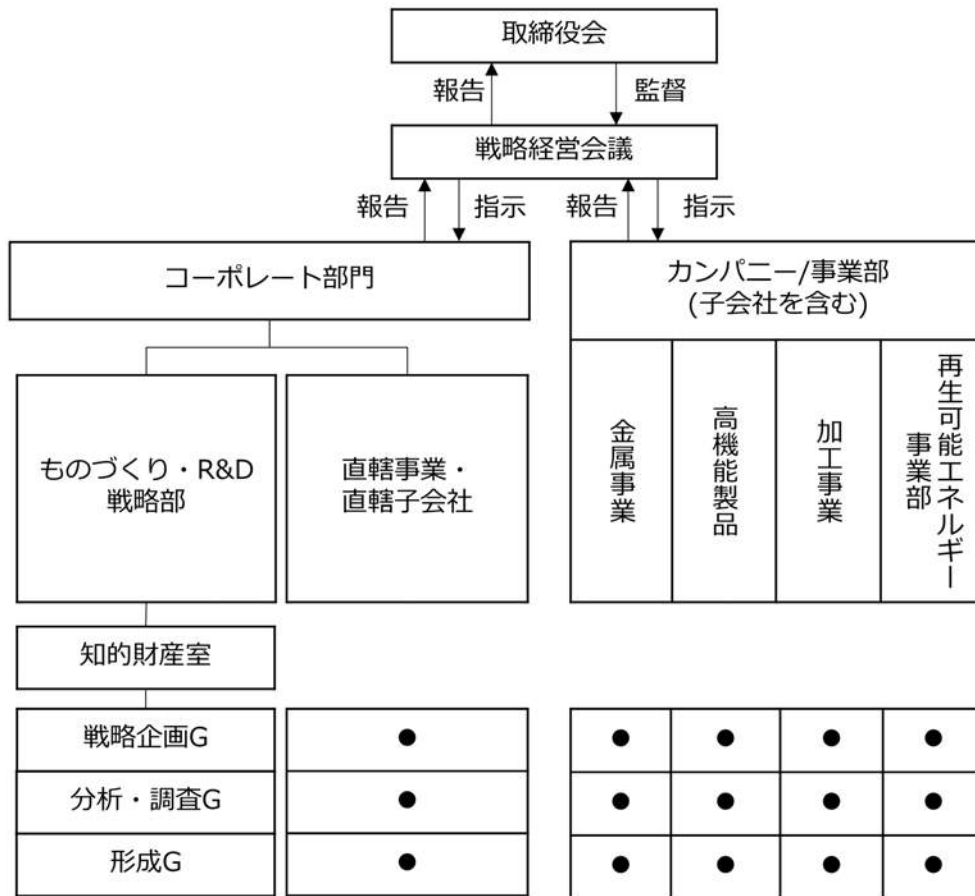 取締役会
報告
監督
戦略経営会議
報告
指示
報告
指示
コーポレート部門
カンパニー/事業部
(子会社を含む)
ものづくり・R&D
戦略部
直轄事業・
直轄子会社
金属事業
高機能製品
加工事業
再生可能エネルギー
事業部
知的財産室
戦略企画G
●
●
●
●
●
分析・調査G
●
●
●
●
●
形成G
●
●
●
●
●